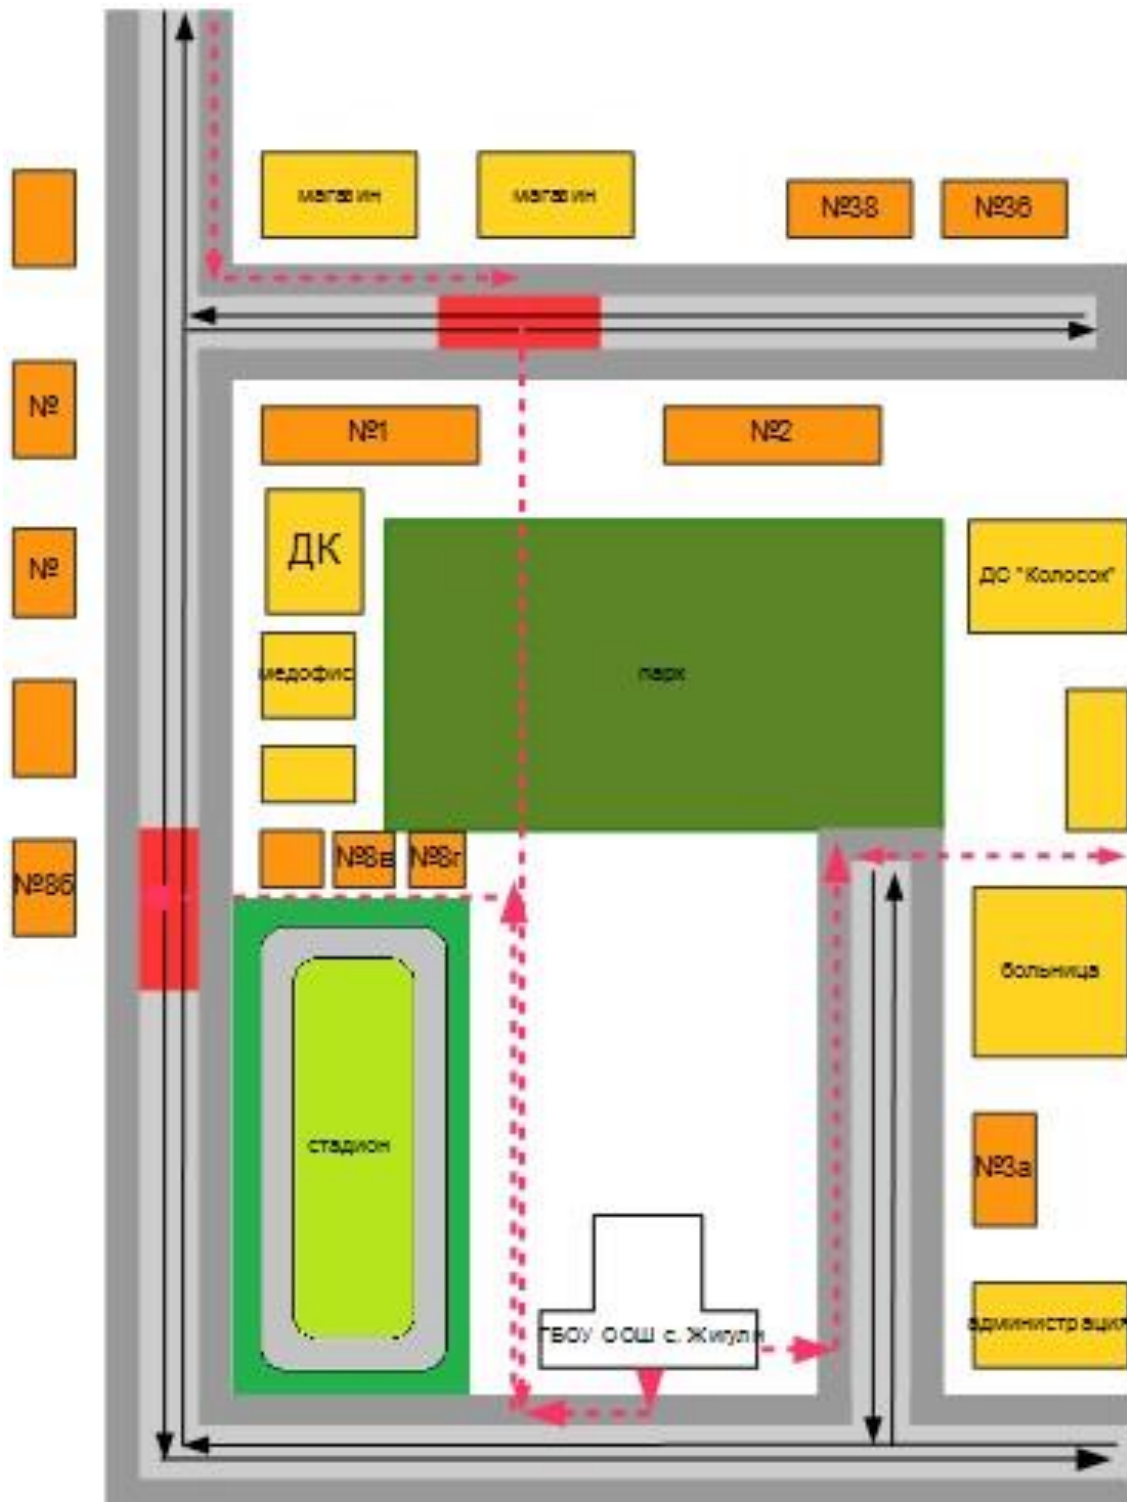 магазин
магазин
№38
№36
№
№1
№2
№
ДК
ДС "Колосок"
медофис
парк
№8б
№8в
№8г
больница
стадион
№3а
ГБОУ ООШ с. Жигули
администрация